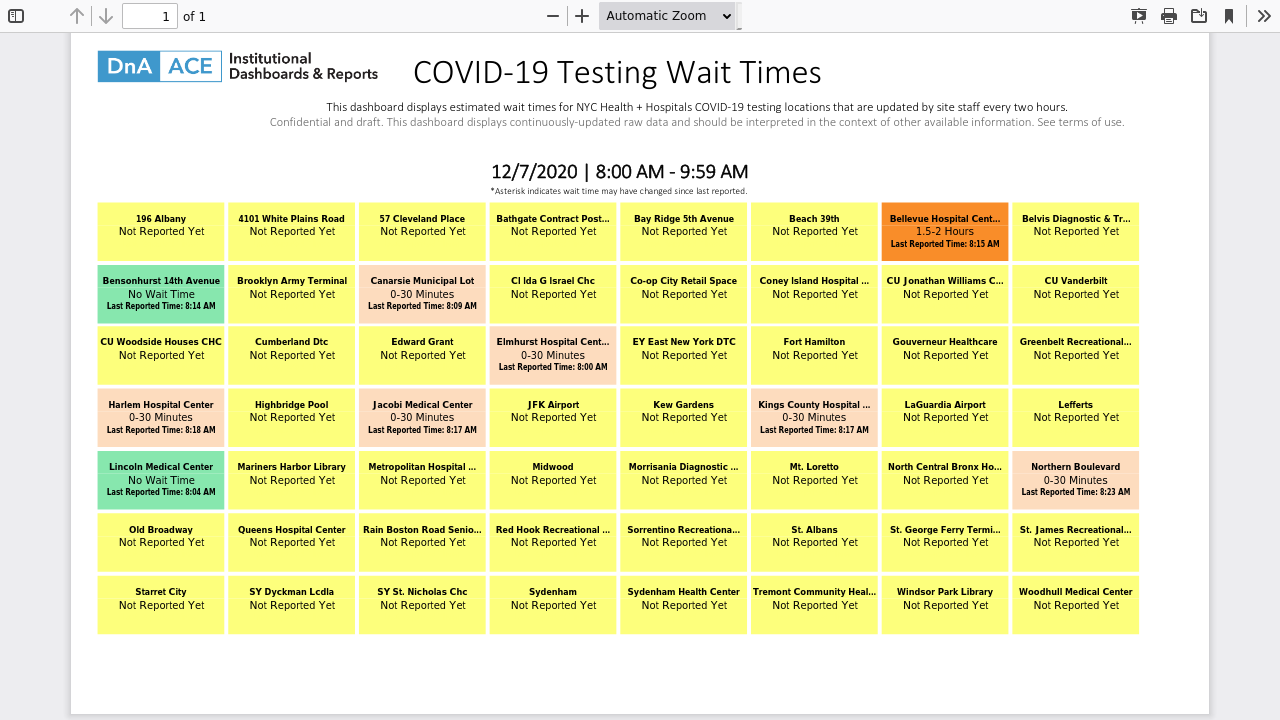 1 of 1 Automatic Zoom
DnA ACE Institutional
Dashboards & Reports
COVID-19 Testing Wait Times
This dashboard displays estimated wait times for NYC Health + Hospitals COVID-19 testing locations that are updated by site staff every two hours.
Confidential and draft. This dashboard displays continuously-updated raw data and should be interpreted in the context of other available information. See terms of use.
12/7/2020 | 8:00 AM - 9:59 AM
*Asterisk indicates wait time may have changed since last reported.
196 Albany 4101 White Plains Road 57 Cleveland Place Bathgate Contract Post... Bay Ridge 5th Avenue Beach 39th Bellevue Hospital Cent... Belvis Diagnostic & Tr...
Not Reported Yet Not Reported Yet Not Reported Yet Not Reported Yet Not Reported Yet Not Reported Yet 1.5-2 Hours Not Reported Yet
Last Reported Time: 8:15 AM
Bensonhurst 14th Avenue Brooklyn Army Terminal Canarsie Municipal Lot CI Ida G Israel Chc Co-op City Retail Space Coney Island Hospital ... CU Jonathan Williams C... CU Vanderbilt
No Wait Time Not Reported Yet 0-30 Minutes Not Reported Yet Not Reported Yet Not Reported Yet Not Reported Yet Not Reported Yet
Last Reported Time: 8:14 AM Last Reported Time: 8:09 AM
CU Woodside Houses CHC Cumberland Dtc Edward Grant Elmhurst Hospital Cent... EY East New York DTC Fort Hamilton Gouverneur Healthcare Greenbelt Recreational...
Not Reported Yet Not Reported Yet Not Reported Yet 0-30 Minutes Not Reported Yet Not Reported Yet Not Reported Yet Not Reported Yet
Last Reported Time: 8:00 AM
Harlem Hospital Center Highbridge Pool Jacobi Medical Center JFK Airport Kew Gardens Kings County Hospital ... LaGuardia Airport Lefferts
0-30 Minutes Not Reported Yet 0-30 Minutes Not Reported Yet Not Reported Yet 0-30 Minutes Not Reported Yet Not Reported Yet
Last Reported Time: 8:18 AM Last Reported Time: 8:17 AM Last Reported Time: 8:17 AM
Lincoln Medical Center Mariners Harbor Library Metropolitan Hospital ... Midwood Morrisania Diagnostic ... Mt. Loretto North Central Bronx Ho... Northern Boulevard
No Wait Time Not Reported Yet Not Reported Yet Not Reported Yet Not Reported Yet Not Reported Yet Not Reported Yet 0-30 Minutes
Last Reported Time: 8:04 AM Last Reported Time: 8:23 AM
Old Broadway Queens Hospital Center Rain Boston Road Senio... Red Hook Recreational ... Sorrentino Recreationa... St. Albans St. George Ferry Termi... St. James Recreational...
Not Reported Yet Not Reported Yet Not Reported Yet Not Reported Yet Not Reported Yet Not Reported Yet Not Reported Yet Not Reported Yet
Starret City SY Dyckman Lcdla SY St. Nicholas Chc Sydenham Sydenham Health Center Tremont Community Heal... Windsor Park Library Woodhull Medical Center
Not Reported Yet Not Reported Yet Not Reported Yet Not Reported Yet Not Reported Yet Not Reported Yet Not Reported Yet Not Reported Yet